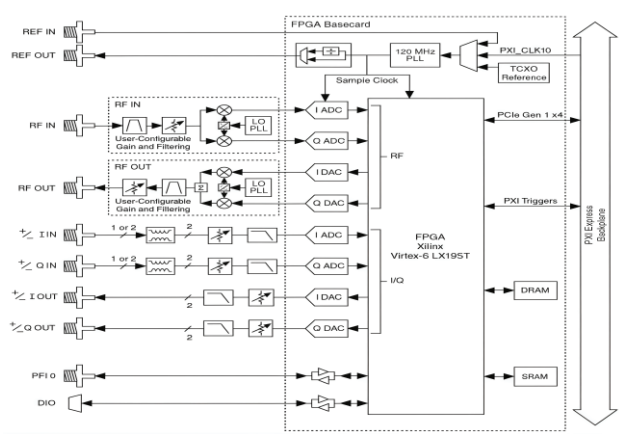 FPGA Basecard
REF IN
REF OUT
120 MHz
PLL
PXI_CLK10
TCXO
Reference
Sample Clock
RF IN
RF IN
LO
PLL
User-Configurable
Gain and Filtering
I ADC
Q ADC
PCIe Gen 1 x4
RF OUT
RF OUT
LO
PLL
Σ
User-Configurable
Gain and Filtering
I DAC
Q DAC
RF
PXI Triggers
PXI Express
Backplane
FPGA
Xilinx
Virtex-6 LX195T
+/- I IN
1 or 2
2
I ADC
+/- Q IN
1 or 2
2
Q ADC
I/Q
+/- I OUT
2
I DAC
DRAM
+/- Q OUT
2
Q DAC
PFI 0
SRAM
DIO